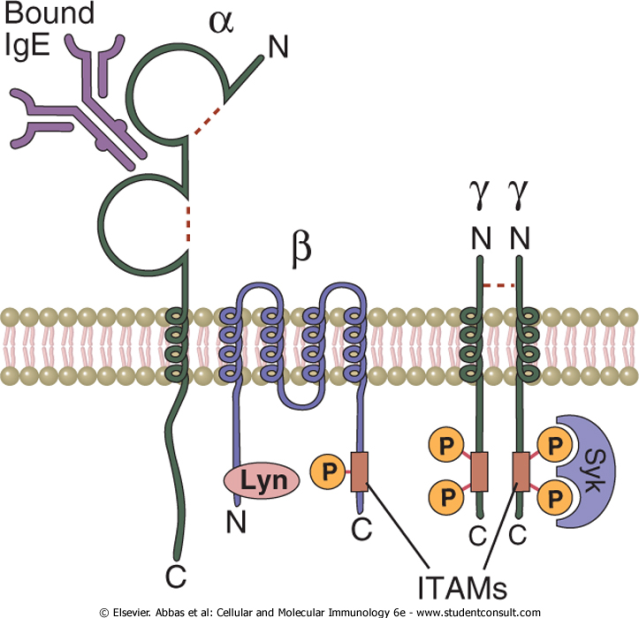 Bound
IgE
α
N
β
γ γ
N N
P
Lyn
P
P
P
P
Syk
N
C
C C
C
ITAMs
© Elsevier. Abbas et al: Cellular and Molecular Immunology 6e - www.studentconsult.com